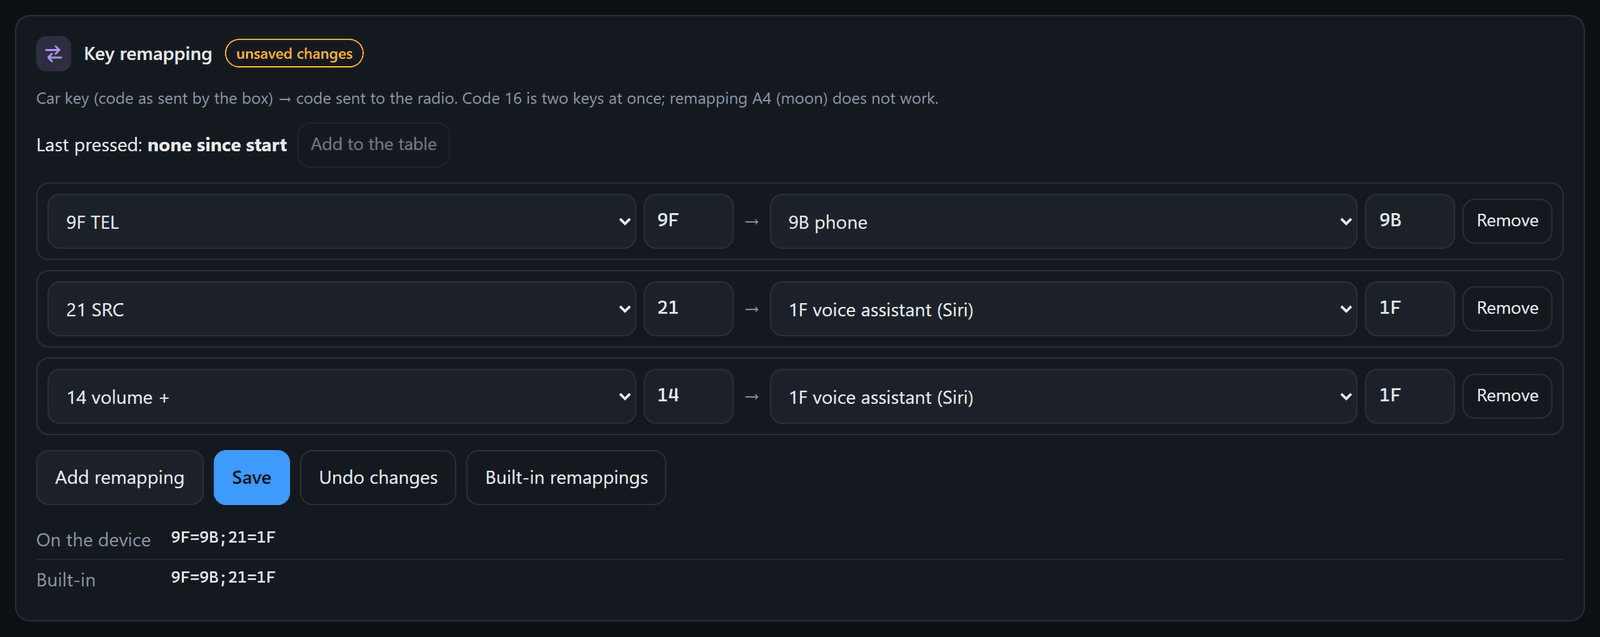 Key remapping unsaved changes
Car key (code as sent by the box) → code sent to the radio. Code 16 is two keys at once; remapping A4 (moon) does not work.
Last pressed: none since start Add to the table
9F TEL 9F → 9B phone 9B Remove
21 SRC 21 → 1F voice assistant (Siri) 1F Remove
14 volume + 14 → 1F voice assistant (Siri) 1F Remove
Add remapping Save Undo changes Built-in remappings
On the device 9F=9B;21=1F
Built-in 9F=9B;21=1F